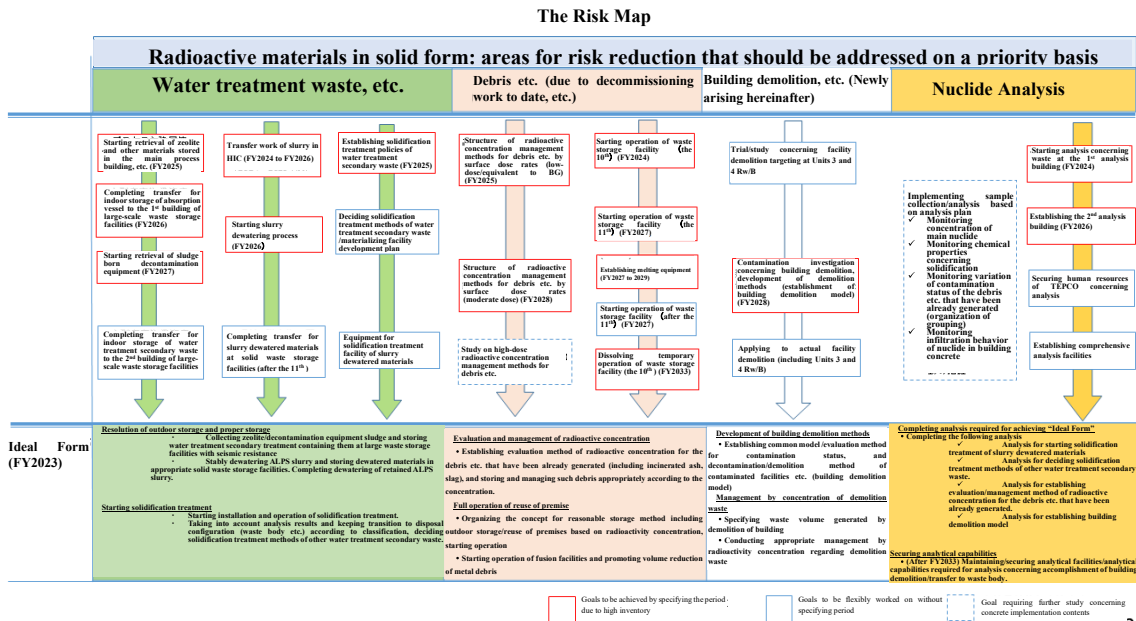 The Risk Map
Radioactive materials in solid form: areas for risk reduction that should be addressed on a priority basis
Water treatment waste, etc.
Debris etc. (due to decommissioning
work to date, etc.)
Building demolition, etc. (Newly
arising hereinafter)
Nuclide Analysis
Starting retrieval of zeolite
and other materials stored
in the main process
building, etc. (FY2025)
Completing transfer for
indoor storage of absorption
vessel to the 1st building of
large-scale waste storage
facilities (FY2026)
Starting retrieval of sludge
born decontamination
equipment (FY2027)
Completing transfer for
indoor storage of water
treatment secondary waste
to the 2nd building of large-
scale waste storage facilities
Transfer work of slurry in
HIC (FY2024 to FY2026)
Starting slurry
dewatering process
(FY2026)
Completing transfer for
slurry dewatered materials
at solid waste storage
facilities (after the 11th )
Establishing solidification
treatment policies of
water treatment
secondary waste (FY2025)
Deciding solidification
treatment methods of water
treatment secondary waste
/materializing facility
development plan
Equipment for
solidification treatment
facility of slurry
dewatered materials
Structure of radioactive
concentration management
methods for debris etc. by
surface dose rates (low-
dose/equivalent to BG)
(FY2025)
Structure of radioactive
concentration management
methods for debris etc. by
surface dose rates
(moderate dose) (FY2028)
Study on high-dose
radioactive concentration
management methods for
debris etc.
Starting operation of waste
storage facility (the
10th) (FY2024)
Starting operation of waste
storage facility (the
11th) (FY2027)
Establishing melting equipment
(FY2027 to 2029)
Starting operation of waste
storage facility (after the
11th) (FY2027)
Dissolving temporary
operation of waste storage
facility (the 10th) (FY2033)
Trial/study concerning facility
demolition targeting at Units 3 and
4 Rw/B
Contamination investigation
concerning building demolition,
development of demolition
methods (establishment of
building demolition model)
(FY2028)
Applying to actual facility
demolition (including Units 3 and
4 Rw/B)
Implementing sample
collection/analysis based
on analysis plan
✓ Monitoring
concentration of
main nuclide
✓ Monitoring chemical
properties
concerning
solidification
✓ Monitoring variation
of contamination
status of the debris
etc. that have been
already generated
(organization of
grouping)
✓ Monitoring
infiltration behavior
of nuclide in building
concrete
Starting analysis concerning
waste at the 1st analysis
building (FY2024)
Establishing the 2nd analysis
building (FY2026)
Securing human resources
of TEPCO concerning
analysis
Establishing comprehensive
analysis facilities
Ideal Form
(FY2023)
Resolution of outdoor storage and proper storage
· Collecting zeolite/decontamination equipment sludge and storing
water treatment secondary treatment containing them at large waste storage
facilities with seismic resistance
· Stably dewatering ALPS slurry and storing dewatered materials in
appropriate solid waste storage facilities. Completing dewatering of retained ALPS
slurry.
Starting solidification treatment
· Starting installation and operation of solidification treatment.
· Taking into account analysis results and keeping transition to disposal
configuration (waste body etc.) according to classification, deciding
solidification treatment methods of other water treatment secondary waste.
Evaluation and management of radioactive concentration
• Establishing evaluation method of radioactive concentration for the
debris etc. that have been already generated (including incinerated ash,
slag), and storing and managing such debris appropriately according to the
concentration.
Full operation of reuse of premise
• Organizing the concept for reasonable storage method including
outdoor storage/reuse of premises based on radioactivity concentration,
starting operation
• Starting operation of fusion facilities and promoting volume reduction
of metal debris
Development of building demolition methods
• Establishing common model /evaluation method
for contamination status, and
decontamination/demolition method of
contaminated facilities etc. (building demolition
model)
Management by concentration of demolition
waste
• Specifying waste volume generated by
demolition of building
• Conducting appropriate management by
radioactivity concentration regarding demolition
waste
Completing analysis required for achieving "Ideal Form"
• Completing the following analysis
✓ Analysis for starting solidification
treatment of slurry dewatered materials
✓ Analysis for deciding solidification
treatment methods of other water treatment secondary
waste.
✓ Analysis for establishing
evaluation/management method of radioactive
concentration for the debris etc. that have been
already generated.
✓ Analysis for establishing building
demolition model
Securing analytical capabilities
• (After FY2033) Maintaining/securing analytical facilities/analytical
capabilities required for analysis concerning accomplishment of building
demolition/transfer to waste body.
Goals to be achieved by specifying the period
due to high inventory
Goals to be flexibly worked on without
specifying period
Goal requiring further study concerning
concrete implementation contents